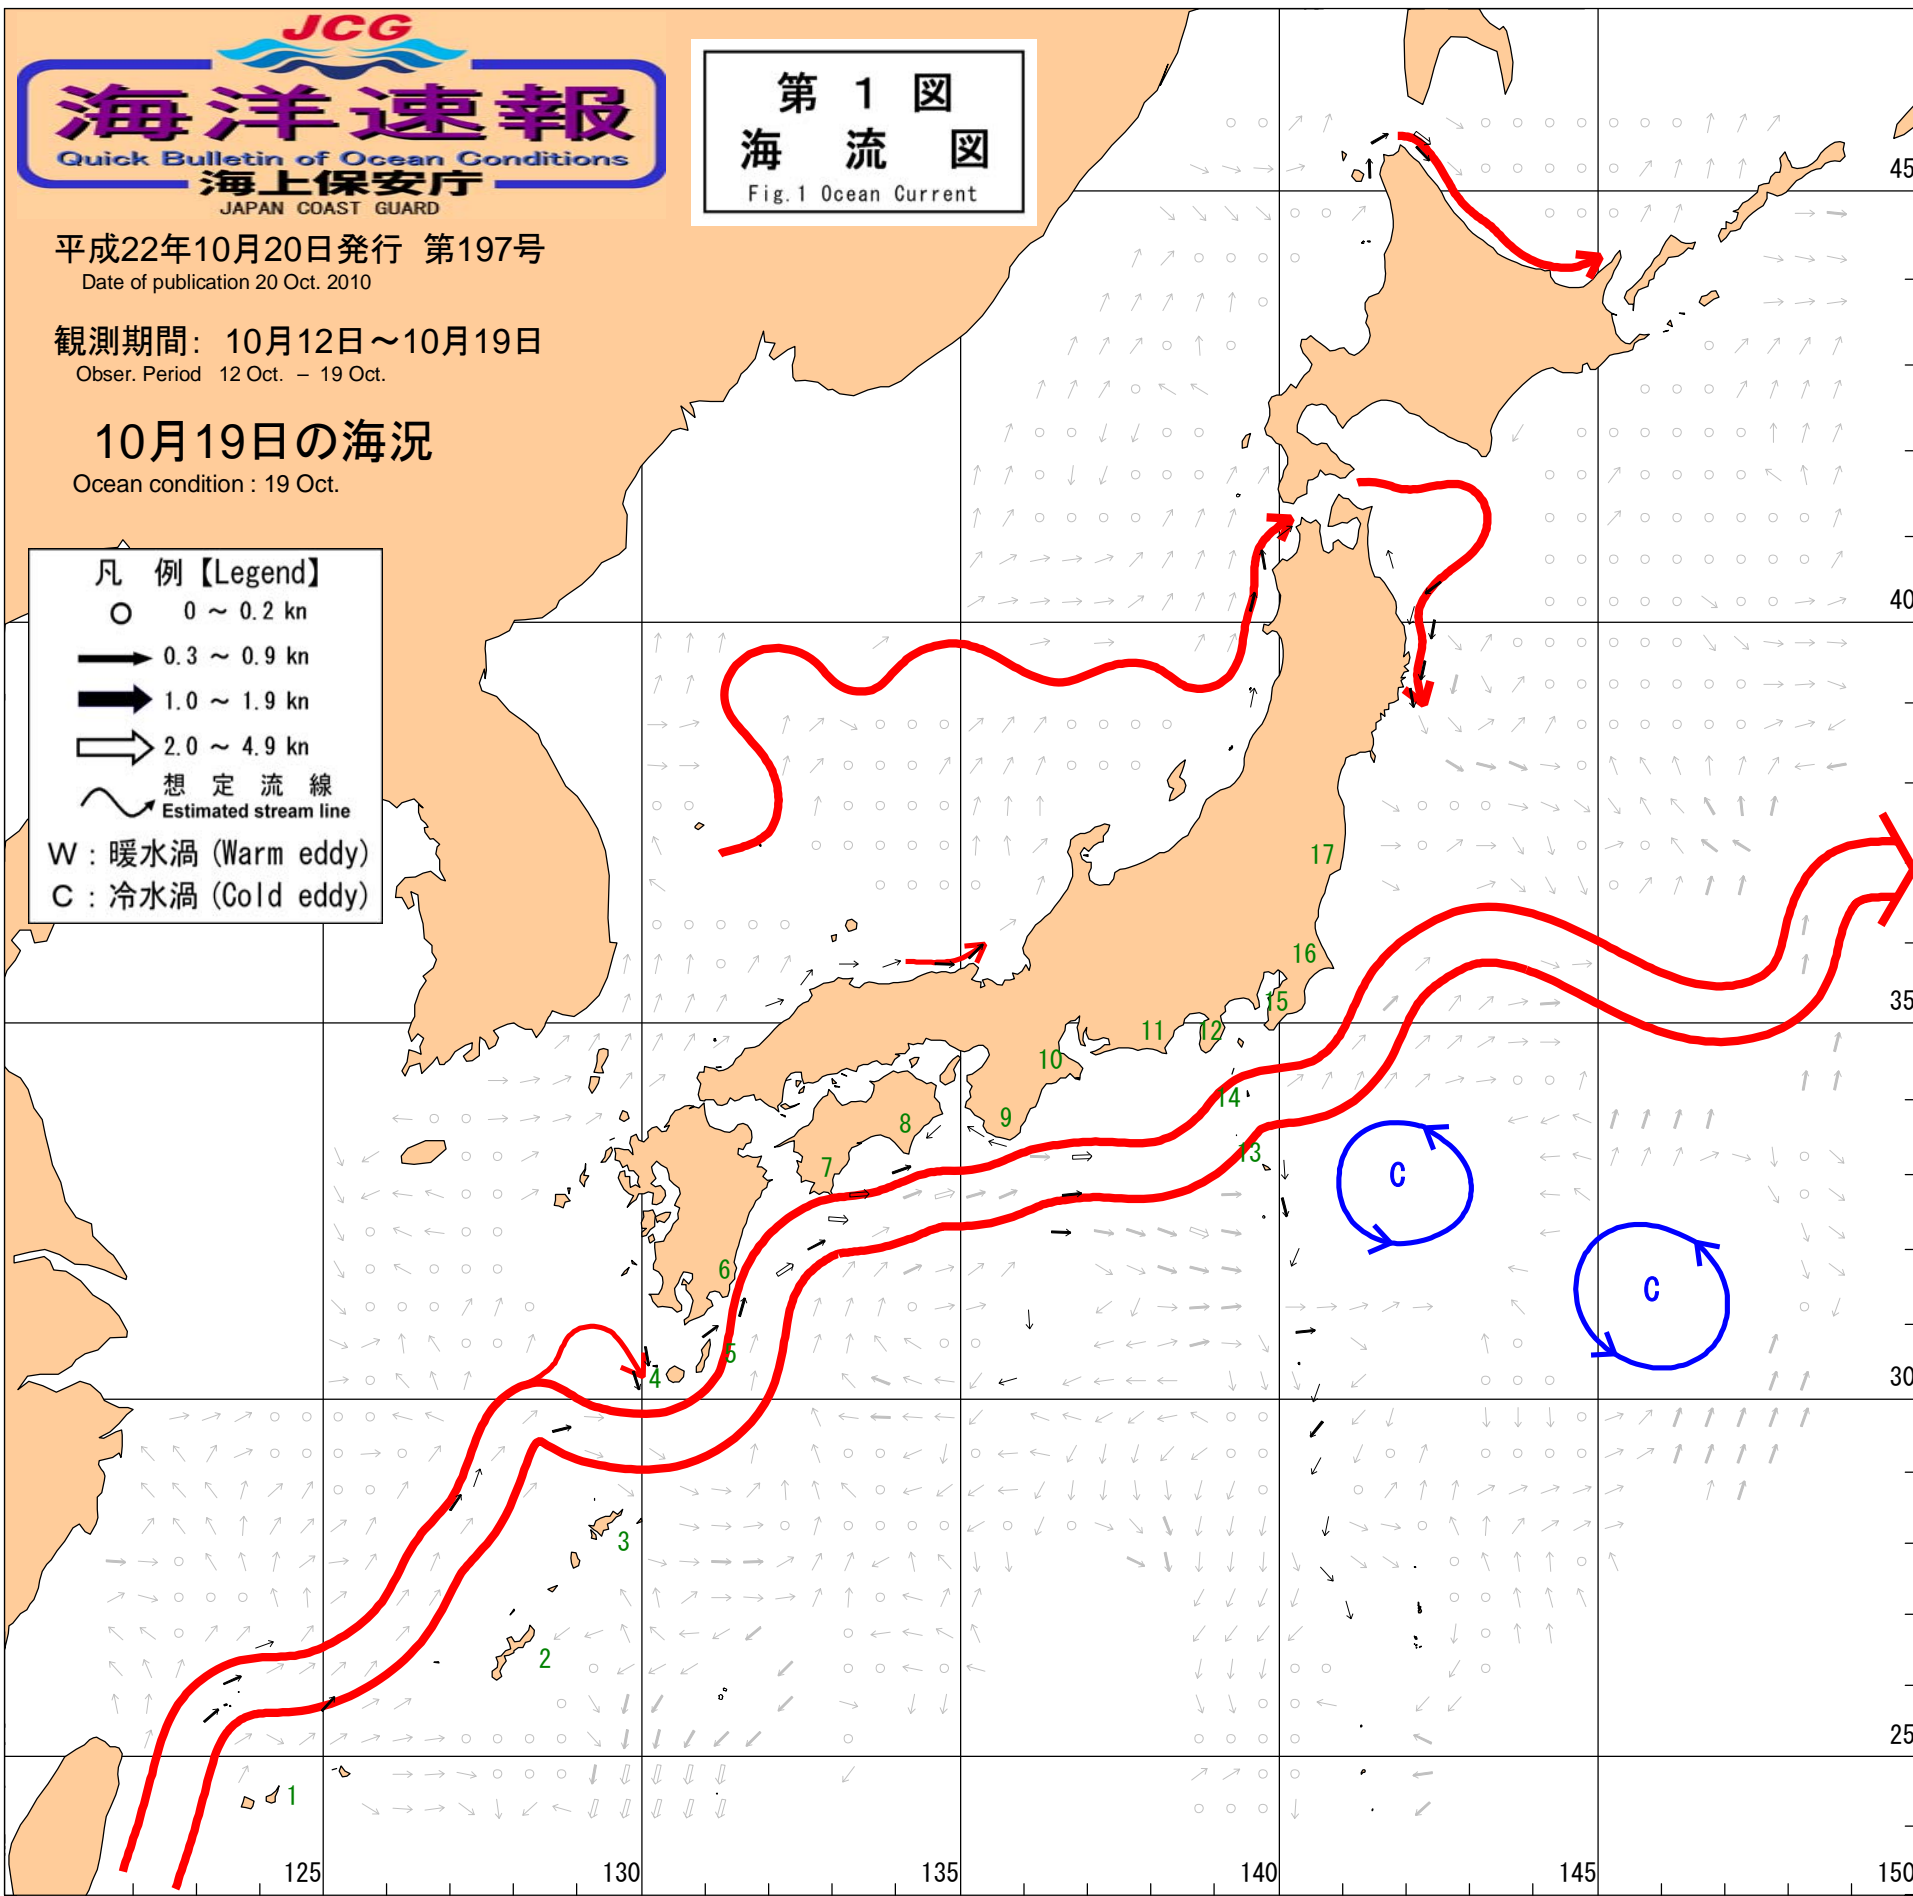 JCG
海洋速報
Quick Bulletin of Ocean Conditions
海上保安庁
JAPAN COAST GUARD
第 1 図
海 流 図
Fig.1 Ocean Current
平成22年10月20日発行 第197号
Date of publication 20 Oct. 2010
観測期間: 10月12日～10月19日
Obser. Period 12 Oct. – 19 Oct.
10月19日の海況
Ocean condition : 19 Oct.
凡 例【Legend】
0 ～ 0.2 kn
0.3 ～ 0.9 kn
1.0 ～ 1.9 kn
2.0 ～ 4.9 kn
想 定 流 線
Estimated stream line
W : 暖水渦 (Warm eddy)
C : 冷水渦 (Cold eddy)
45
40
17
16
35
15
12
11
10
14
9
8
13
7
C
6
C
5
4
30
3
2
25
1
125
130
135
140
145
150